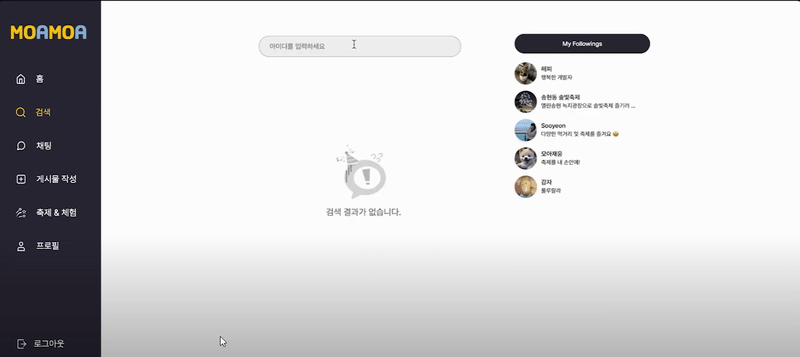 MOAMOA
홈
검색
채팅
게시물 작성
축제 & 체험
프로필
로그아웃
아이디를 입력하세요
검색 결과가 없습니다.
My Followings
해피
행복한 개발자
송현동 솔빛축제
열린송현 녹지광장으로 솔빛축제 즐기러 ...
Sooyeon
다양한 먹거리 및 축제를 즐겨요
모아재윤
축제를 내 손안에!
감자
룰루랄라